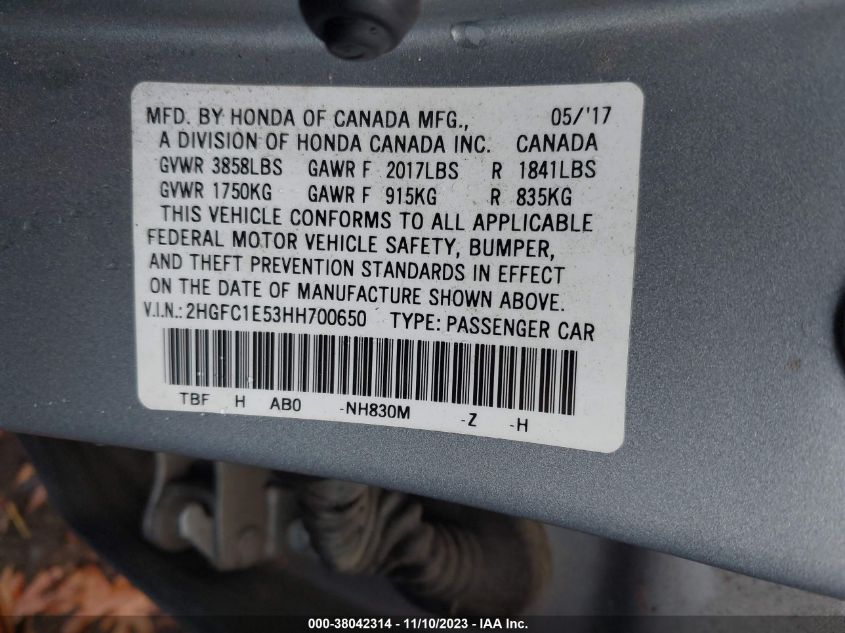 MFD. BY HONDA OF CANADA MFG., 05/'17
A DIVISION OF HONDA CANADA INC. CANADA
GVWR 3858LBS GAWR F 2017LBS R 1841LBS
GVWR 1750KG GAWR F 915KG R 835KG
THIS VEHICLE CONFORMS TO ALL APPLICABLE
FEDERAL MOTOR VEHICLE SAFETY, BUMPER,
AND THEFT PREVENTION STANDARDS IN EFFECT
ON THE DATE OF MANUFACTURE SHOWN ABOVE.
V.I.N.: 2HGFC1E53HH700650 TYPE: PASSENGER CAR
TBF H AB0 -NH830M -Z -H
000-38042314 - 11/10/2023 - IAA Inc.